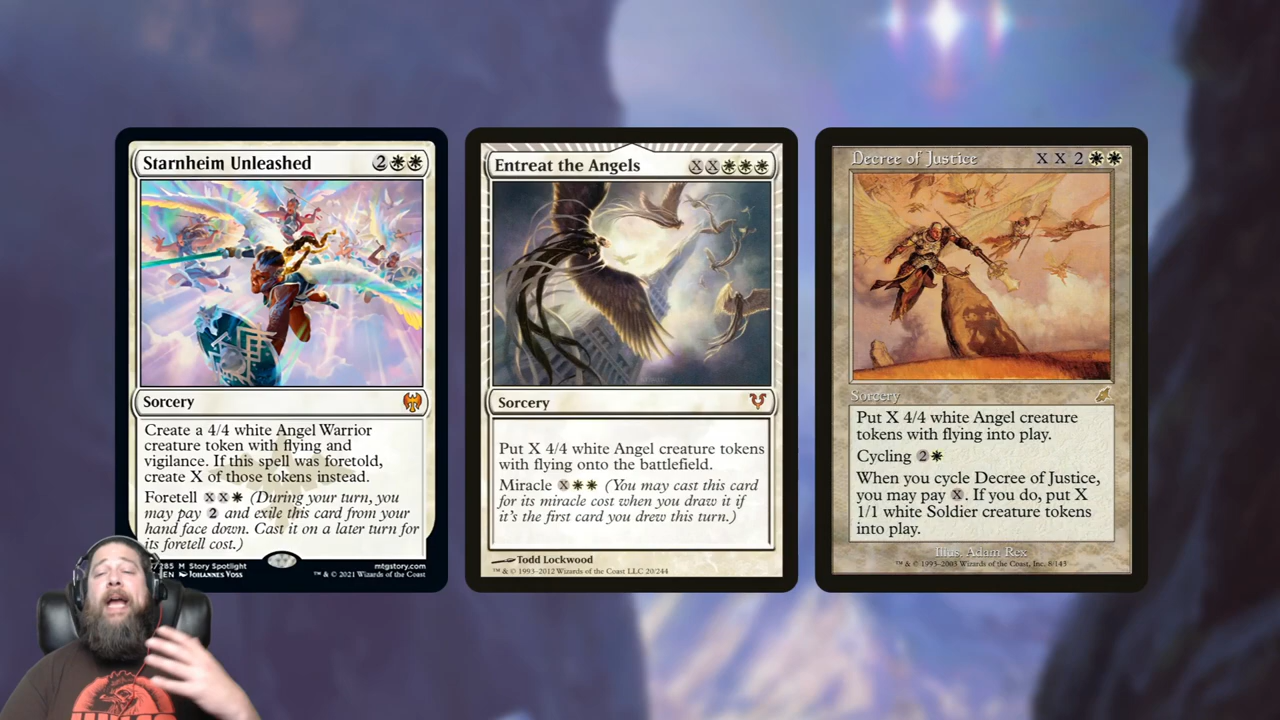 Starnheim Unleashed 2
Sorcery
Create a 4/4 white Angel Warrior
creature token with flying and
vigilance. If this spell was foretold,
create X of those tokens instead.
Foretell X X (During your turn, you
may pay 2 and exile this card from your
hand face down. Cast it on a later turn for
its foretell cost.)
/285 M Story Spotlight
mtgstory.com
EN Johannes Voss
™ & © 2021 Wizards of the Coast
Entreat the Angels X X
Sorcery
Put X 4/4 white Angel creature tokens
with flying onto the battlefield.
Miracle X (You may cast this card
for its miracle cost when you draw it if
it's the first card you drew this turn.)
Todd Lockwood
™ & © 1993-2012 Wizards of the Coast LLC 20/244
Decree of Justice X X 2
Sorcery
Put X 4/4 white Angel creature
tokens with flying into play.
Cycling 2
When you cycle Decree of Justice,
you may pay X. If you do, put X
1/1 white Soldier creature tokens
into play.
Illus. Adam Rex
™ & © 1993-2003 Wizards of the Coast, Inc. 8/143